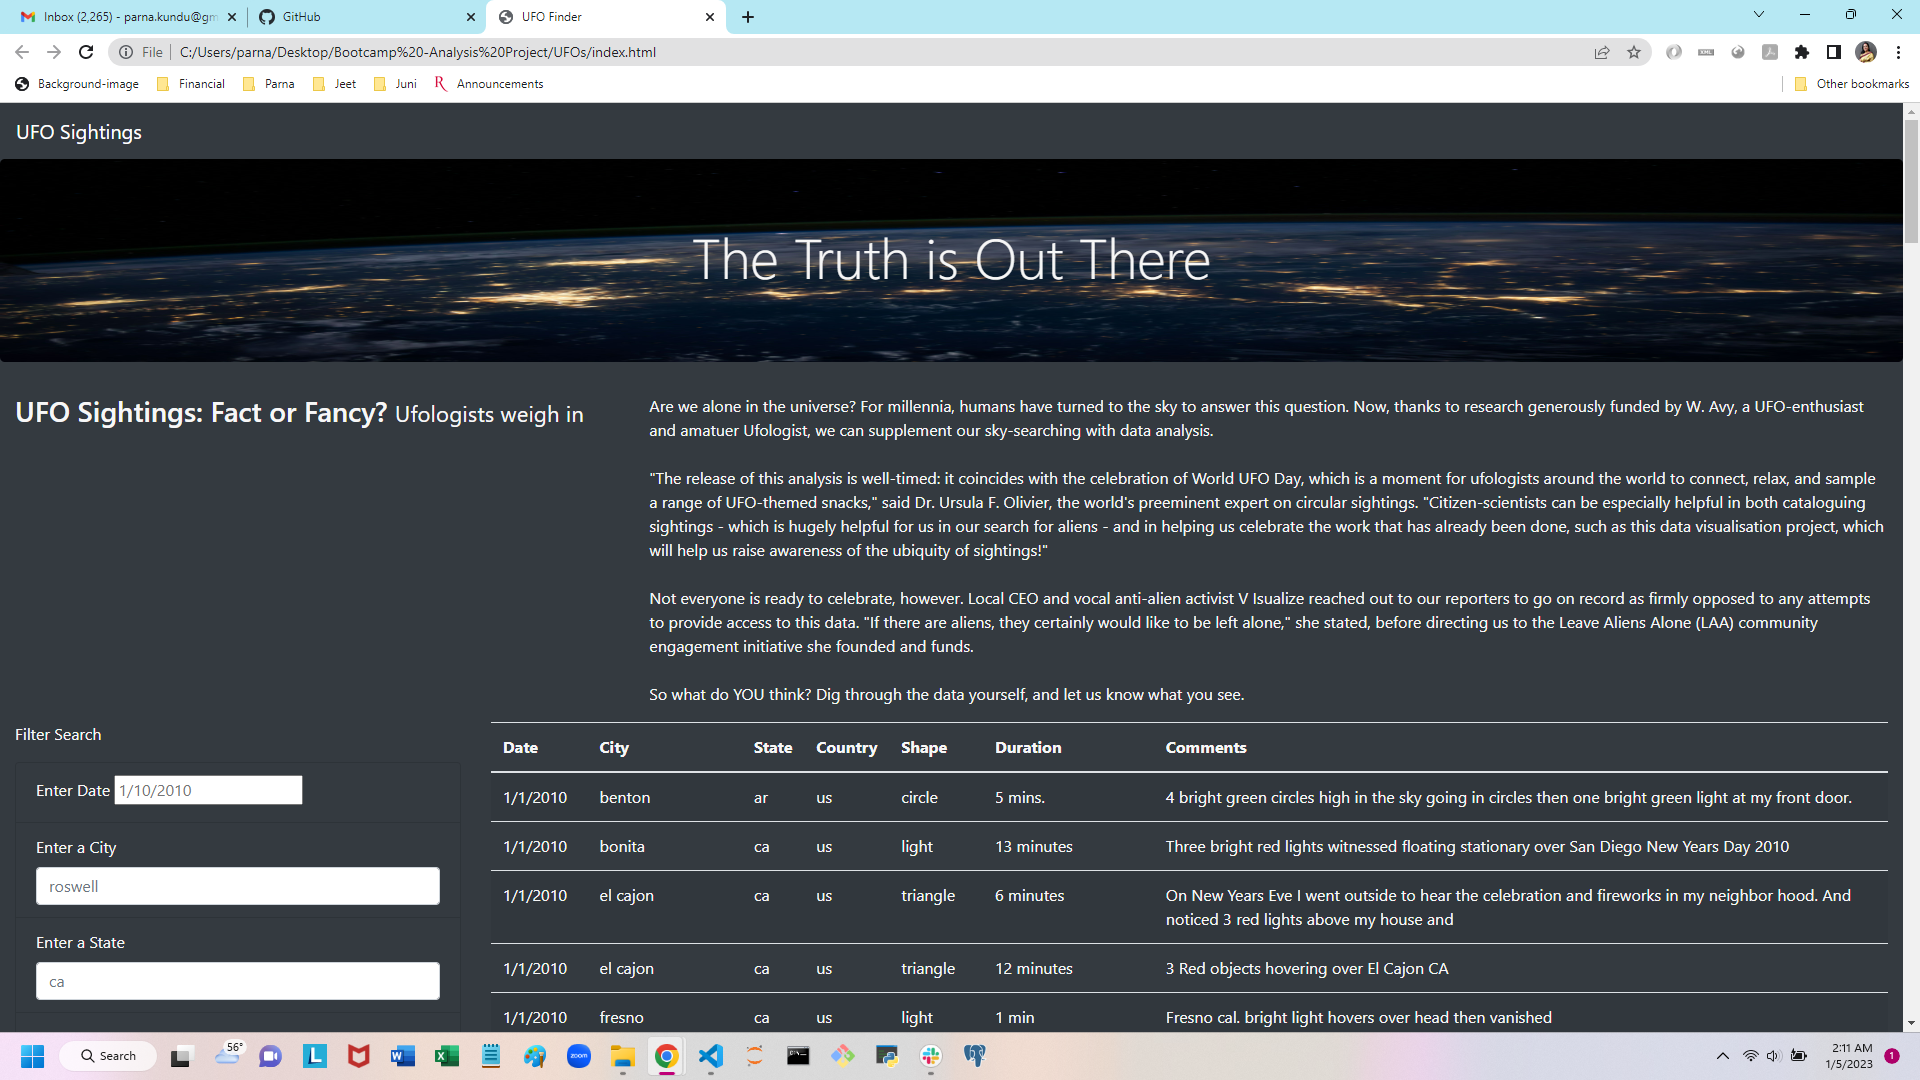 Inbox (2,265) - parna.kundu@gm
GitHub
UFO Finder
File
C:/Users/parna/Desktop/Bootcamp%20-Analysis%20Project/UFOs/index.html
Background-image
Financial
Parna
Jeet
Juni
Announcements
Other bookmarks
UFO Sightings
The Truth is Out There
UFO Sightings: Fact or Fancy? Ufologists weigh in
Are we alone in the universe? For millennia, humans have turned to the sky to answer this question. Now, thanks to research generously funded by W. Avy, a UFO-enthusiast
and amatuer Ufologist, we can supplement our sky-searching with data analysis.
"The release of this analysis is well-timed: it coincides with the celebration of World UFO Day, which is a moment for ufologists around the world to connect, relax, and sample
a range of UFO-themed snacks," said Dr. Ursula F. Olivier, the world's preeminent expert on circular sightings. "Citizen-scientists can be especially helpful in both cataloguing
sightings - which is hugely helpful for us in our search for aliens - and in helping us celebrate the work that has already been done, such as this data visualisation project, which
will help us raise awareness of the ubiquity of sightings!"
Not everyone is ready to celebrate, however. Local CEO and vocal anti-alien activist V Isualize reached out to our reporters to go on record as firmly opposed to any attempts
to provide access to this data. "If there are aliens, they certainly would like to be left alone," she stated, before directing us to the Leave Aliens Alone (LAA) community
engagement initiative she founded and funds.
So what do YOU think? Dig through the data yourself, and let us know what you see.
Filter Search
Enter Date 1/10/2010
Enter a City
roswell
Enter a State
ca
Date City State Country Shape Duration Comments
1/1/2010 benton ar us circle 5 mins. 4 bright green circles high in the sky going in circles then one bright green light at my front door.
1/1/2010 bonita ca us light 13 minutes Three bright red lights witnessed floating stationary over San Diego New Years Day 2010
1/1/2010 el cajon ca us triangle 6 minutes On New Years Eve I went outside to hear the celebration and fireworks in my neighbor hood. And
noticed 3 red lights above my house and
1/1/2010 el cajon ca us triangle 12 minutes 3 Red objects hovering over El Cajon CA
1/1/2010 fresno ca us light 1 min Fresno cal. bright light hovers over head then vanished
Search
56°
zoom
2:11 AM
1/5/2023
1